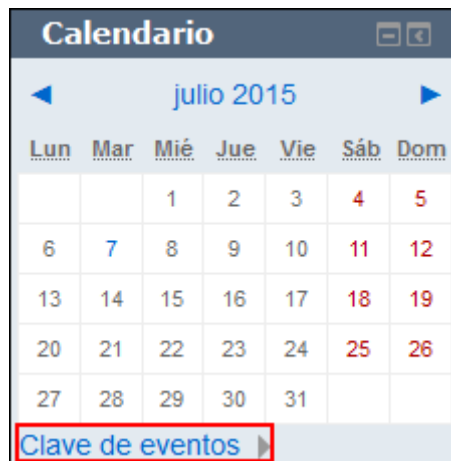 Calendario
julio 2015
Lun Mar Mié Jue Vie Sáb Dom
1 2 3 4 5
6 7 8 9 10 11 12
13 14 15 16 17 18 19
20 21 22 23 24 25 26
27 28 29 30 31
Clave de eventos